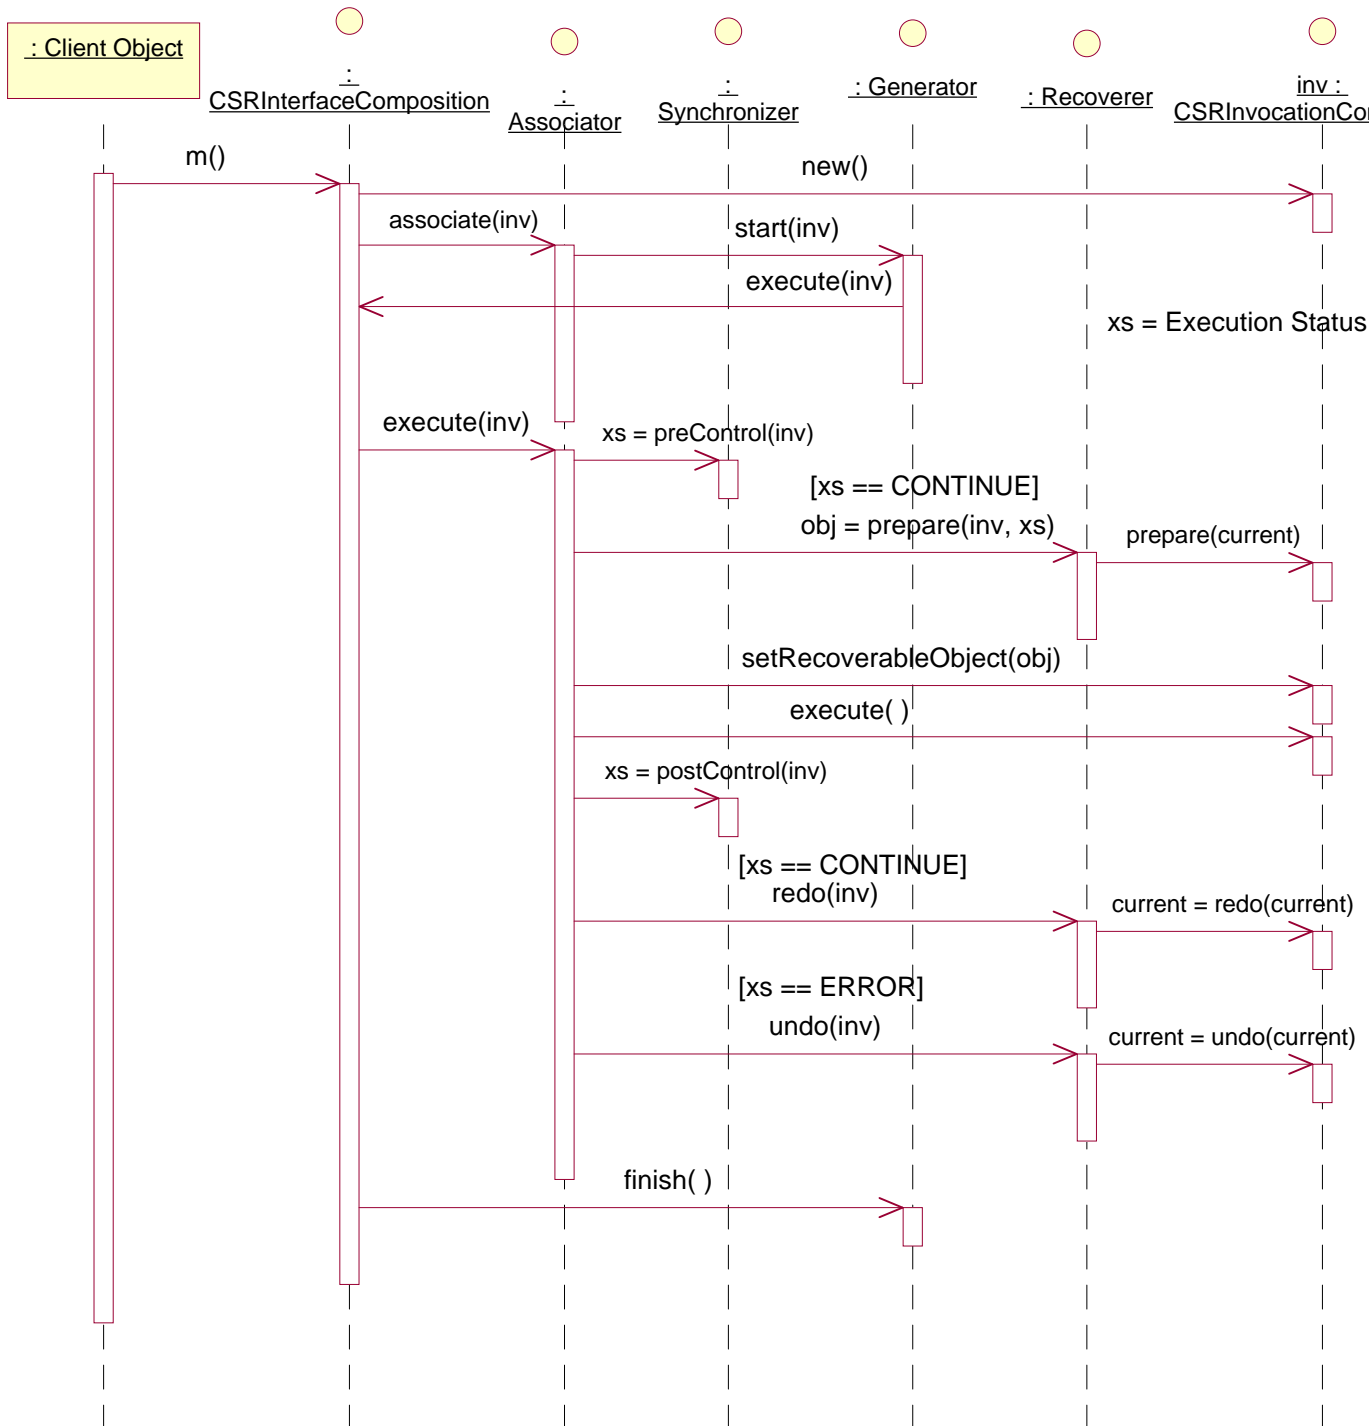 : Client Object
:
CSRInterfaceComposition
:
Associator
:
Synchronizer
: Generator
: Recoverer
inv :
CSRInvocationCo
m()
new()
associate(inv)
start(inv)
execute(inv)
xs = Execution Status
execute(inv)
xs = preControl(inv)
[xs == CONTINUE]
obj = prepare(inv, xs)
prepare(current)
setRecoverableObject(obj)
execute( )
xs = postControl(inv)
[xs == CONTINUE]
redo(inv)
current = redo(current)
[xs == ERROR]
undo(inv)
current = undo(current)
finish( )